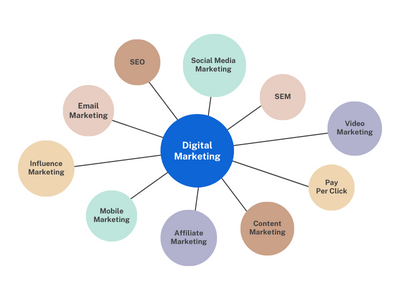 SEO
Social Media
Marketing
Email
Marketing
SEM
Video
Marketing
Digital
Marketing
Influence
Marketing
Pay
Per Click
Mobile
Marketing
Affiliate
Marketing
Content
Marketing